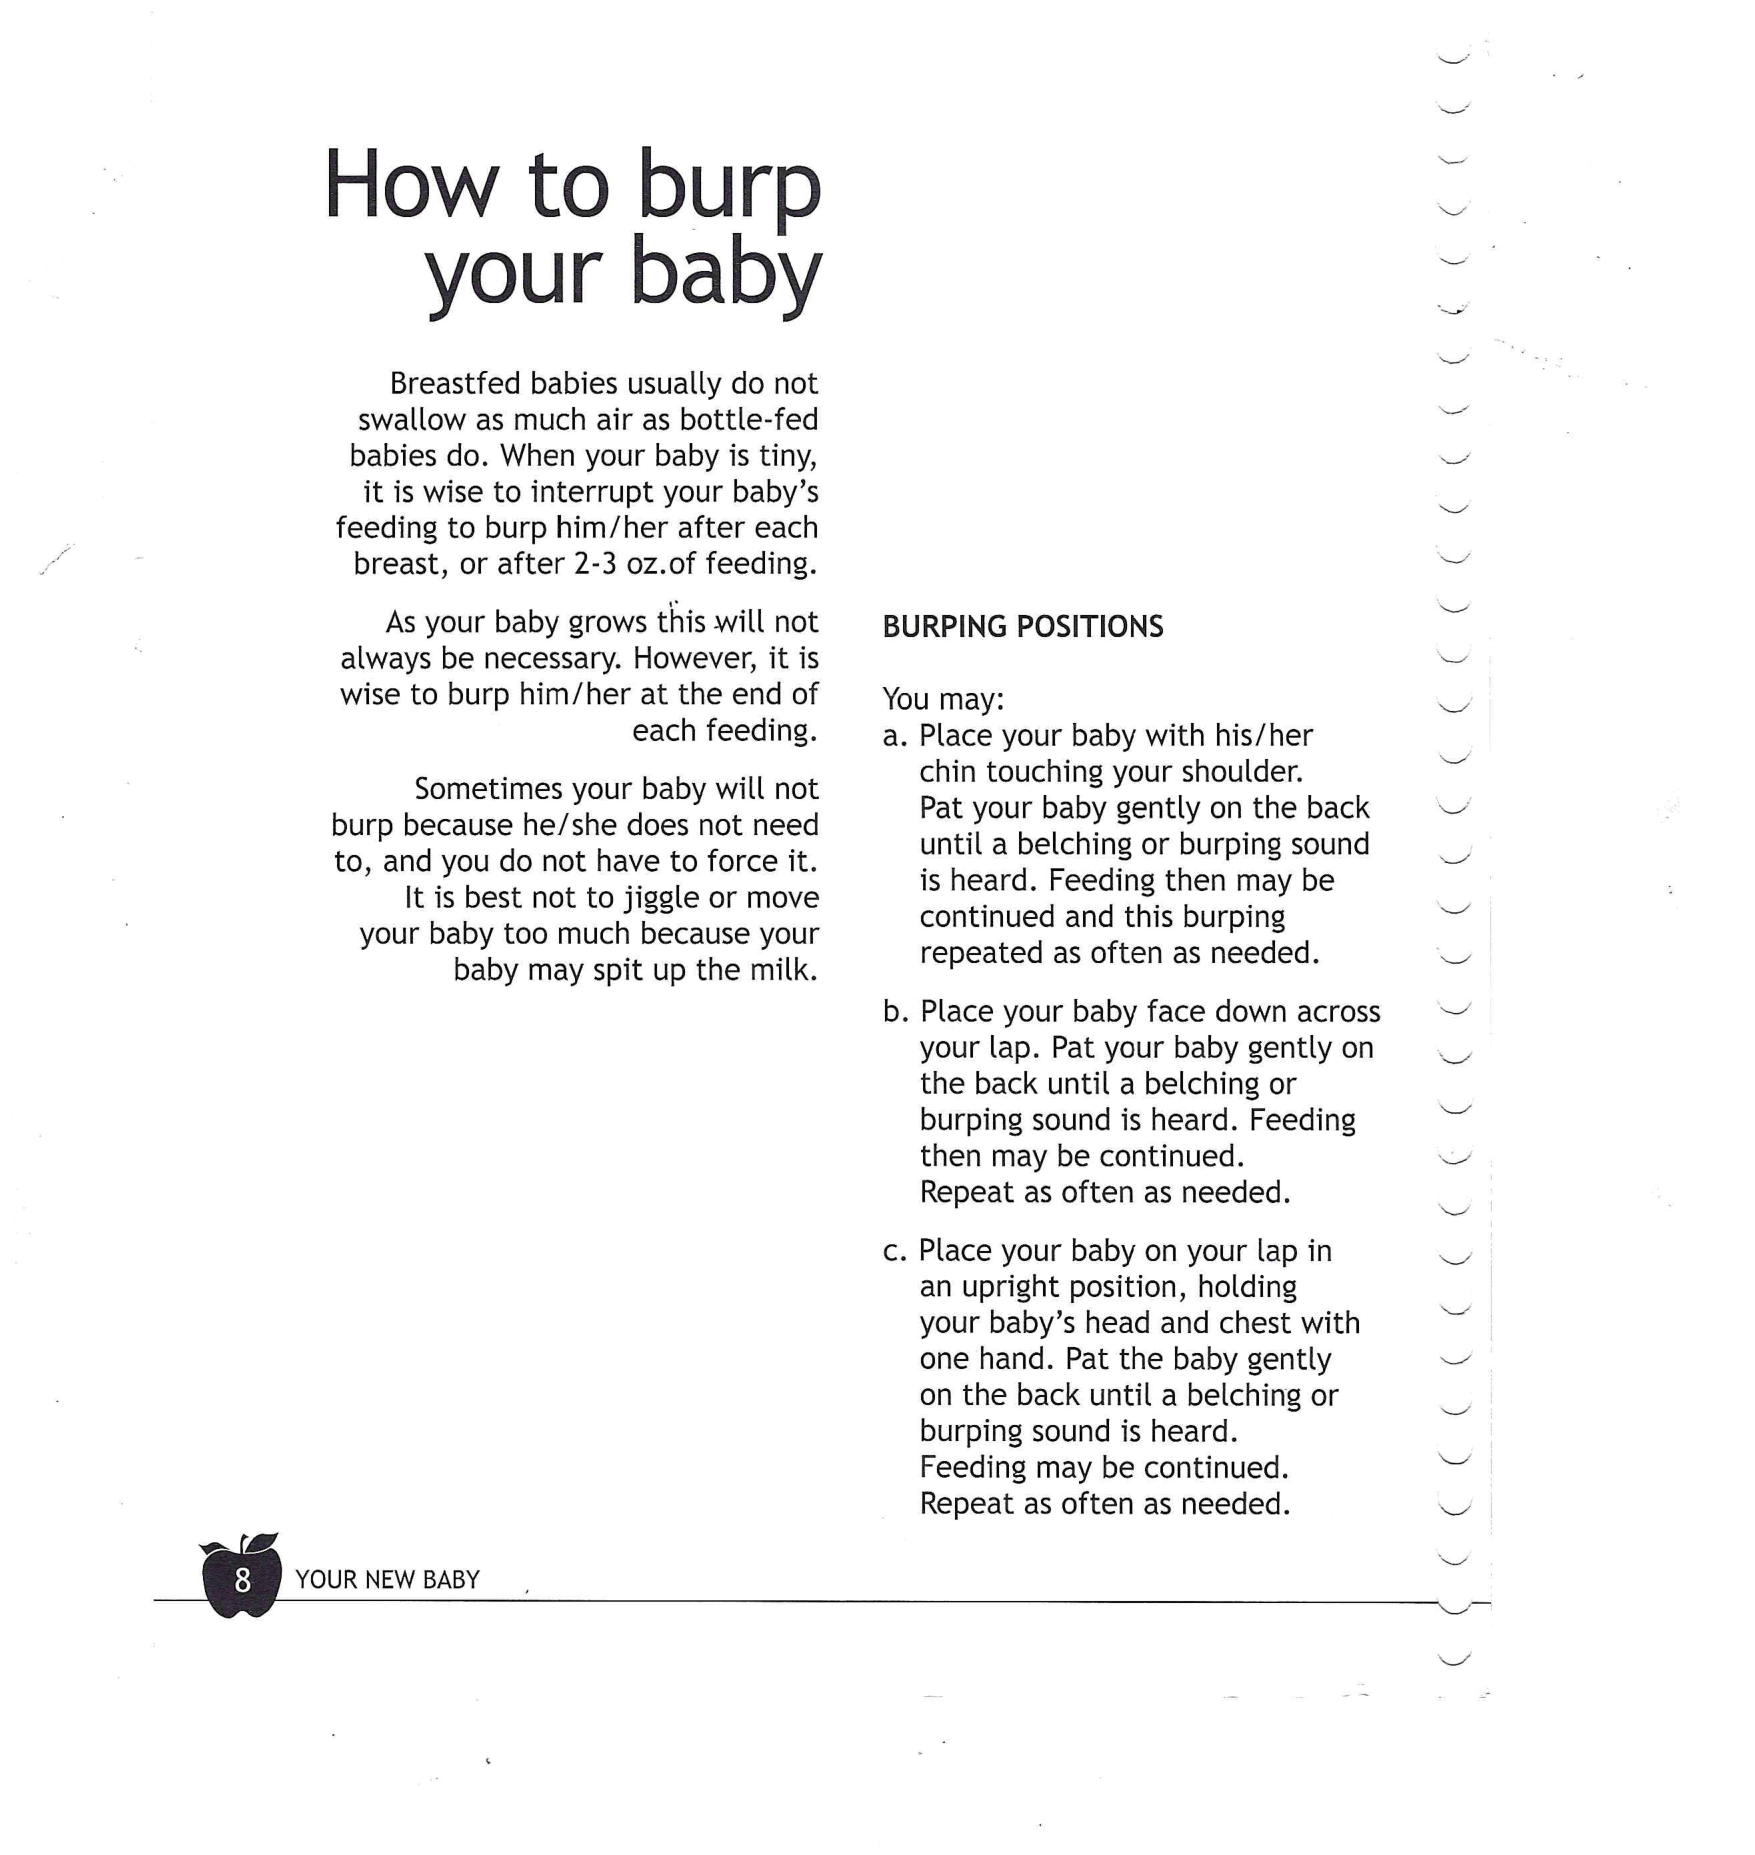 How to burp
your baby
Breastfed babies usually do not
swallow as much air as bottle-fed
babies do. When your baby is tiny,
it is wise to interrupt your baby's
feeding to burp him/her after each
breast, or after 2-3 oz.of feeding.
As your baby grows this will not
always be necessary. However, it is
wise to burp him/her at the end of
each feeding.
Sometimes your baby will not
burp because he/she does not need
to, and you do not have to force it.
It is best not to jiggle or move
your baby too much because your
baby may spit up the milk.
BURPING POSITIONS
You may:
a. Place your baby with his/her
chin touching your shoulder.
Pat your baby gently on the back
until a belching or burping sound
is heard. Feeding then may be
continued and this burping
repeated as often as needed.
b. Place your baby face down across
your lap. Pat your baby gently on
the back until a belching or
burping sound is heard. Feeding
then may be continued.
Repeat as often as needed.
c. Place your baby on your lap in
an upright position, holding
your baby's head and chest with
one hand. Pat the baby gently
on the back until a belching or
burping sound is heard.
Feeding may be continued.
Repeat as often as needed.
8 YOUR NEW BABY